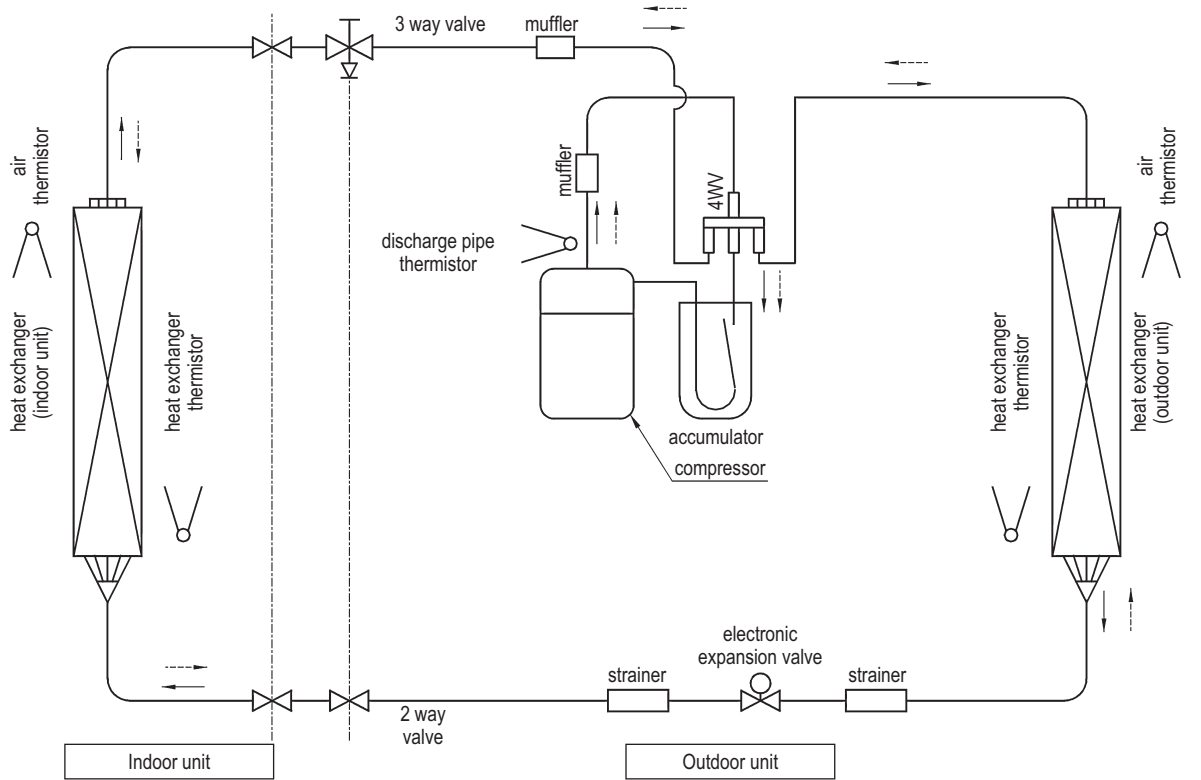 3 way valve
muffler
muffler
4WV
air
thermistor
air
thermistor
discharge pipe
thermistor
heat exchanger
(indoor unit)
heat exchanger
thermistor
heat exchanger
thermistor
heat exchanger
(outdoor unit)
accumulator
compressor
electronic
expansion valve
strainer
strainer
2 way
valve
Indoor unit
Outdoor unit